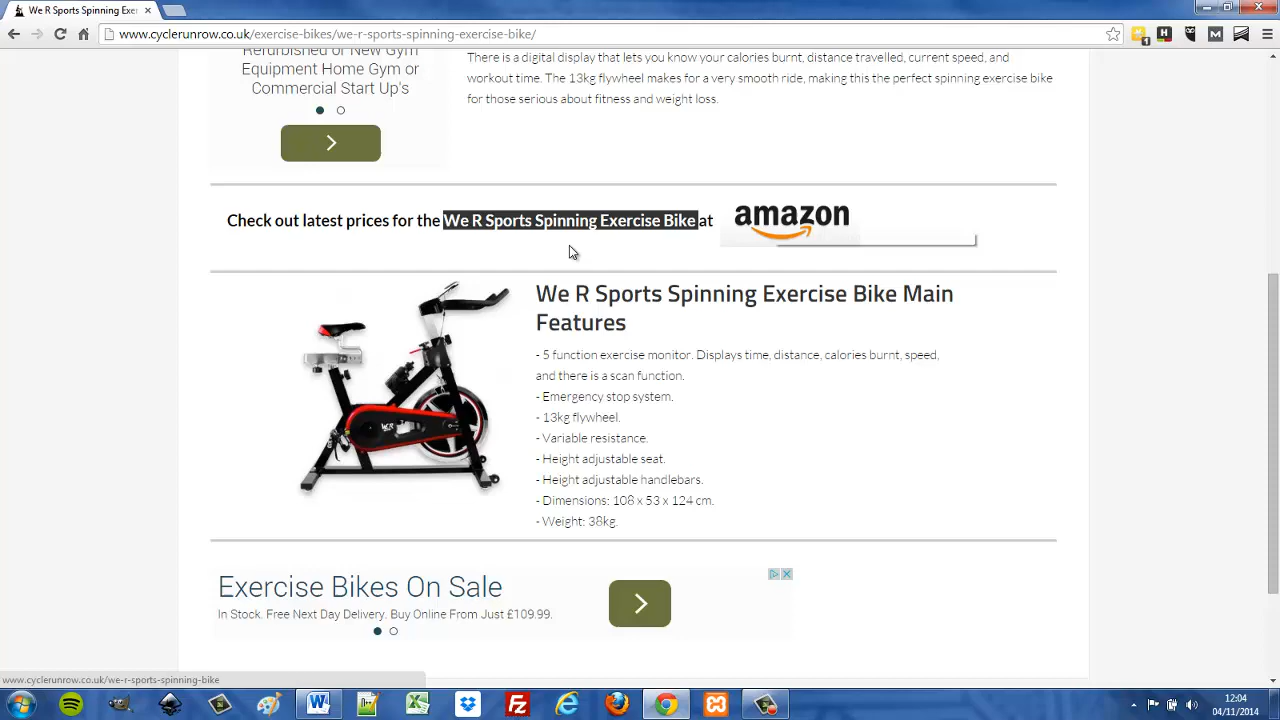 We R Sports Spinning Exer
www.cyclerunrow.co.uk/exercise-bikes/we-r-sports-spinning-exercise-bike/
Refurbished or New Gym
Equipment Home Gym or
Commercial Start Up's
There is a digital display that lets you know your calories burnt, distance travelled, current speed, and
workout time. The 13kg flywheel makes for a very smooth ride, making this the perfect spinning exercise bike
for those serious about fitness and weight loss.
Check out latest prices for the We R Sports Spinning Exercise Bike at
amazon
We R Sports Spinning Exercise Bike Main
Features
- 5 function exercise monitor. Displays time, distance, calories burnt, speed,
and there is a scan function.
- Emergency stop system.
- 13kg flywheel.
- Variable resistance.
- Height adjustable seat.
- Height adjustable handlebars.
- Dimensions: 108 x 53 x 124 cm.
- Weight: 38kg.
Exercise Bikes On Sale
In Stock. Free Next Day Delivery. Buy Online From Just £109.99.
www.cyclerunrow.co.uk/we-r-sports-spinning-bike
12:04
04/11/2014